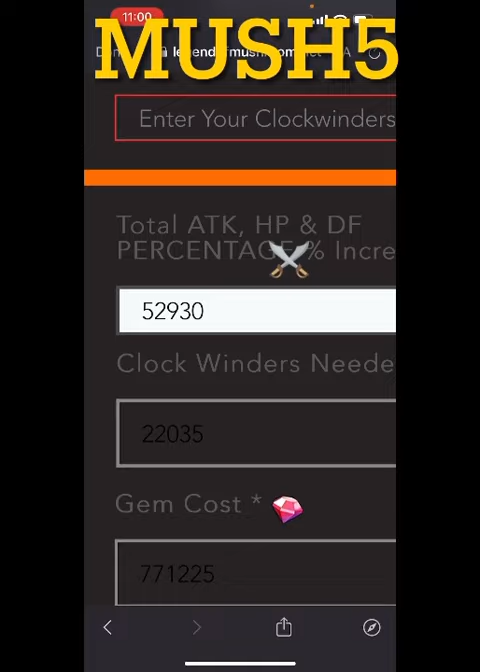 11:00
MUSH5
Enter Your Clockwinders
Total ATK, HP & DF
PERCENTAGE % Incre
52930
Clock Winders Neede
22035
Gem Cost *
771225